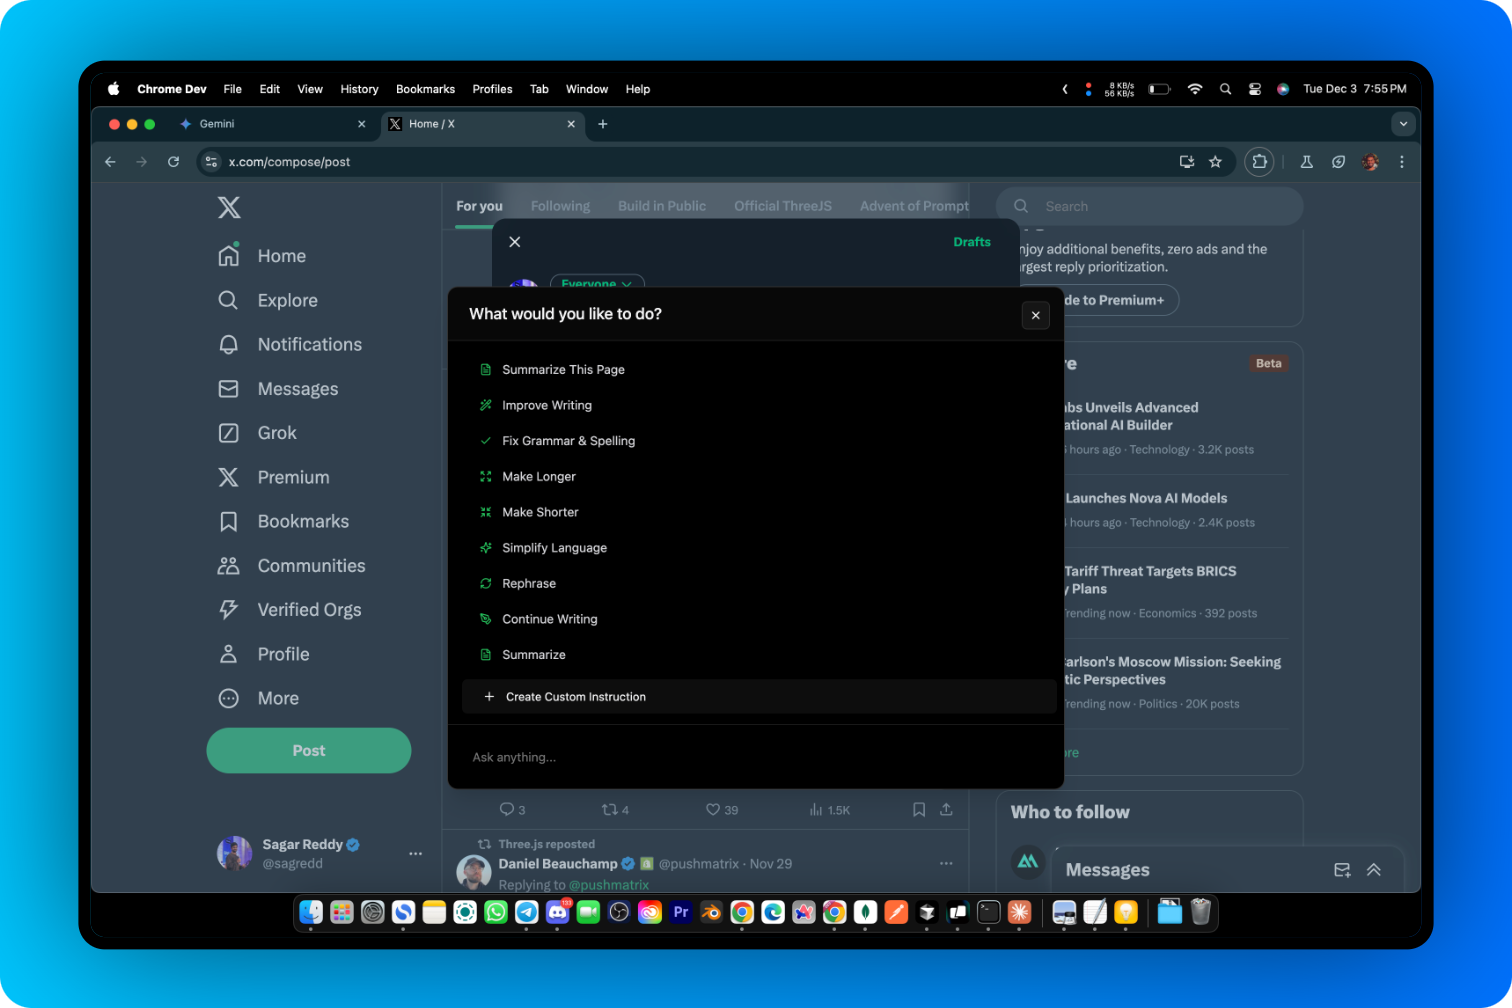 Chrome Dev File Edit View History Bookmarks Profiles Tab Window Help
8 KB/s
56 KB/s
Tue Dec 3 7:55 PM
Gemini
Home / X
x.com/compose/post
Home
Explore
Notifications
Messages
Grok
Premium
Bookmarks
Communities
Verified Orgs
Profile
More
Post
Sagar Reddy
@sagredd
For you Following Build in Public Official ThreeJS Advent of Prompt
Drafts
Everyone
What would you like to do?
Summarize This Page
Improve Writing
Fix Grammar & Spelling
Make Longer
Make Shorter
Simplify Language
Rephrase
Continue Writing
Summarize
Create Custom Instruction
Ask anything...
3 4 39 1.5K
Three.js reposted
Daniel Beauchamp @pushmatrix · Nov 29
Replying to @pushmatrix
Search
njoy additional benefits, zero ads and the
rgest reply prioritization.
de to Premium+
re
Beta
bs Unveils Advanced
ational AI Builder
hours ago · Technology · 3.2K posts
Launches Nova AI Models
hours ago · Technology · 2.4K posts
Tariff Threat Targets BRICS
y Plans
rending now · Economics · 392 posts
arlson's Moscow Mission: Seeking
tic Perspectives
rending now · Politics · 20K posts
re
Who to follow
Messages
133
Pr